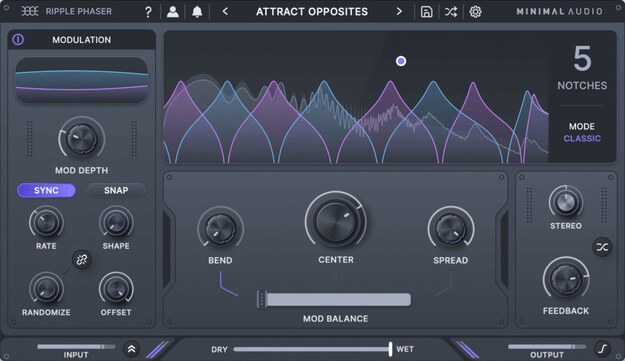 RIPPLE PHASER
?
ATTRACT OPPOSITES
MINIMAL AUDIO
MODULATION
5
NOTCHES
MODE
CLASSIC
MOD DEPTH
SYNC
SNAP
RATE
SHAPE
RANDOMIZE
OFFSET
BEND
CENTER
SPREAD
MOD BALANCE
STEREO
FEEDBACK
INPUT
DRY
WET
OUTPUT